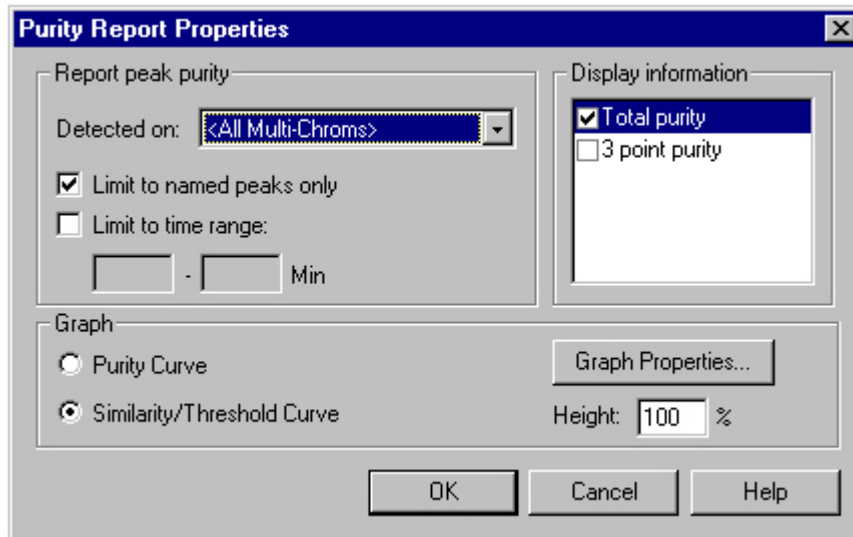 Purity Report Properties
Report peak purity
Detected on: <All Multi-Chroms>
Limit to named peaks only
Limit to time range:
- Min
Display information
Total purity
3 point purity
Graph
Purity Curve
Similarity/Threshold Curve
Graph Properties...
Height: 100 %
OK Cancel Help